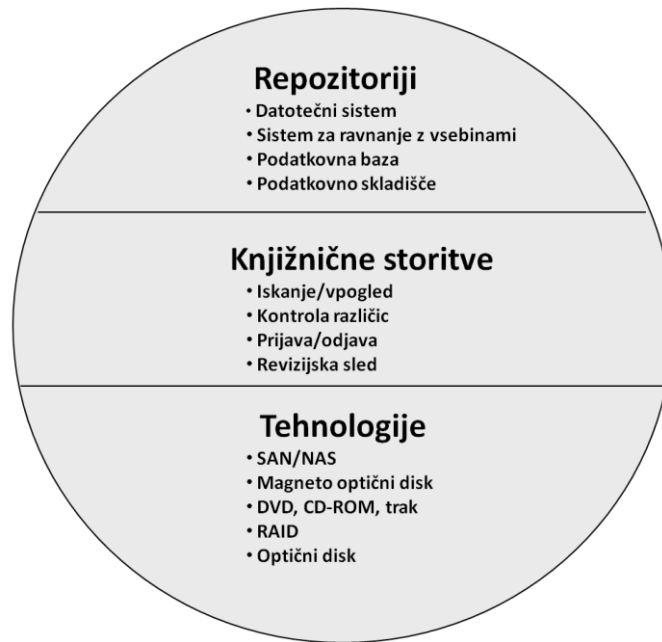 Repozitoriji
• Datotečni sistem
• Sistem za ravnanje z vsebinami
• Podatkovna baza
• Podatkovno skladišče
Knjižnične storitve
• Iskanje/vpogled
• Kontrola različic
• Prijava/odjava
• Revizijska sled
Tehnologije
• SAN/NAS
• Magneto optični disk
• DVD, CD-ROM, trak
• RAID
• Optični disk